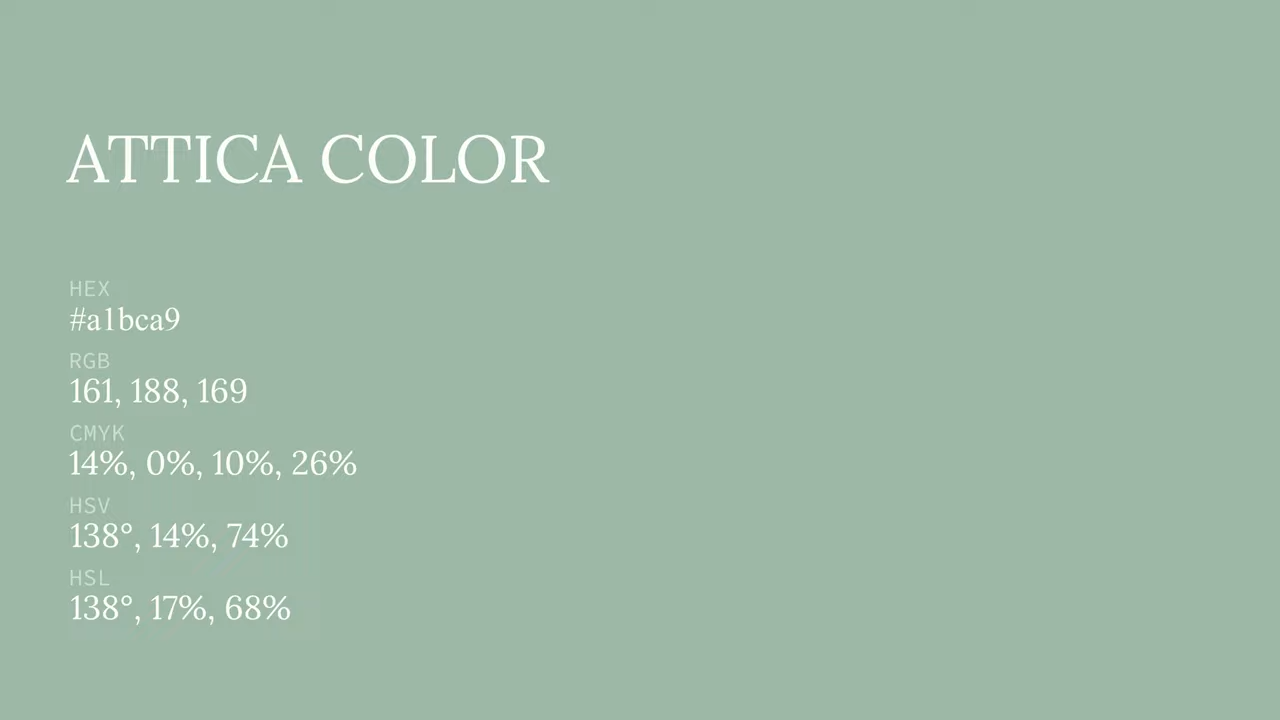 ATTICA COLOR
HEX
#a1bca9
RGB
161, 188, 169
CMYK
14%, 0%, 10%, 26%
HSV
138°, 14%, 74%
HSL
138°, 17%, 68%